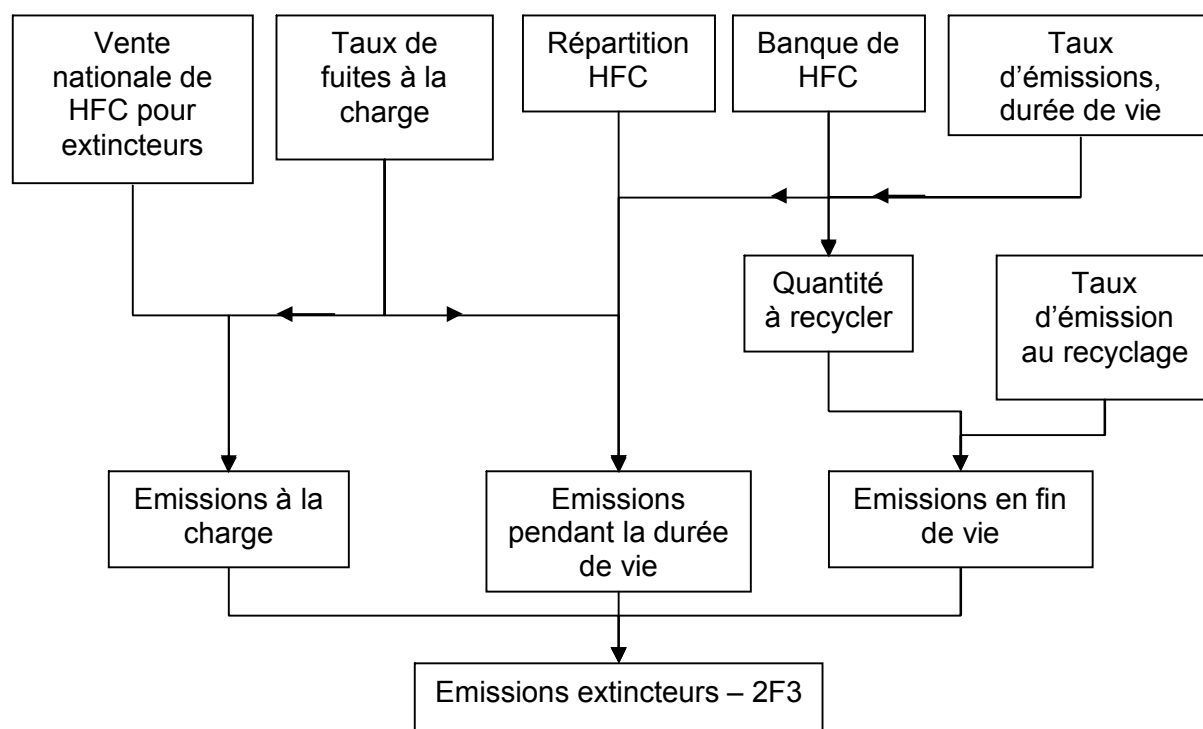 Vente
nationale de
HFC pour
extincteurs
Taux de
fuites à la
charge
Répartition
HFC
Banque de
HFC
Taux
d’émissions,
durée de vie
Quantité
à recycler
Taux
d’émission
au recyclage
Emissions à la
charge
Emissions
pendant la durée
de vie
Emissions en fin
de vie
Emissions extincteurs – 2F3